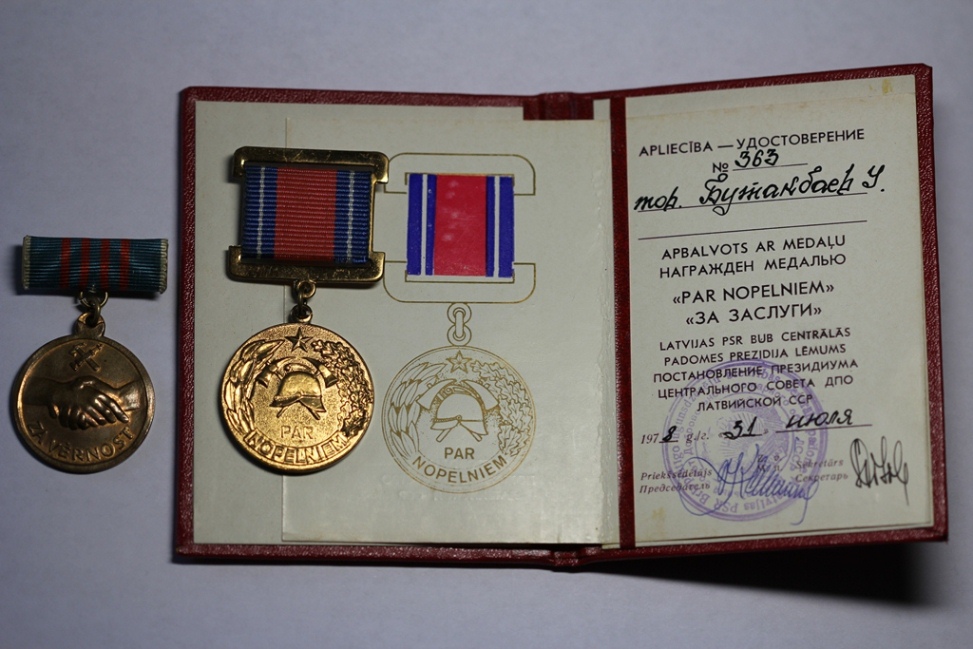 ZA VERNOST
PAR
NOPELNIEM
PAR
NOPELNIEM
APLIECĪBA — УДОСТОВЕРЕНИЕ
№ 363
тов. Бутанбаев У.
APBALVOTS AR MEDAĻU
НАГРАЖДЕН МЕДАЛЬЮ
«PAR NOPELNIEM»
«ЗА ЗАСЛУГИ»
LATVIJAS PSR BUB CENTRĀLĀS
PADOMES PREZIDIJA LĒMUMS
ПОСТАНОВЛЕНИЕ ПРЕЗИДИУМА
ЦЕНТРАЛЬНОГО СОВЕТА ДПО
ЛАТВИЙСКОЙ ССР
1978 g./г. 31. июля
Priekšsēdētājs Sekretārs
Председатель Секретарь